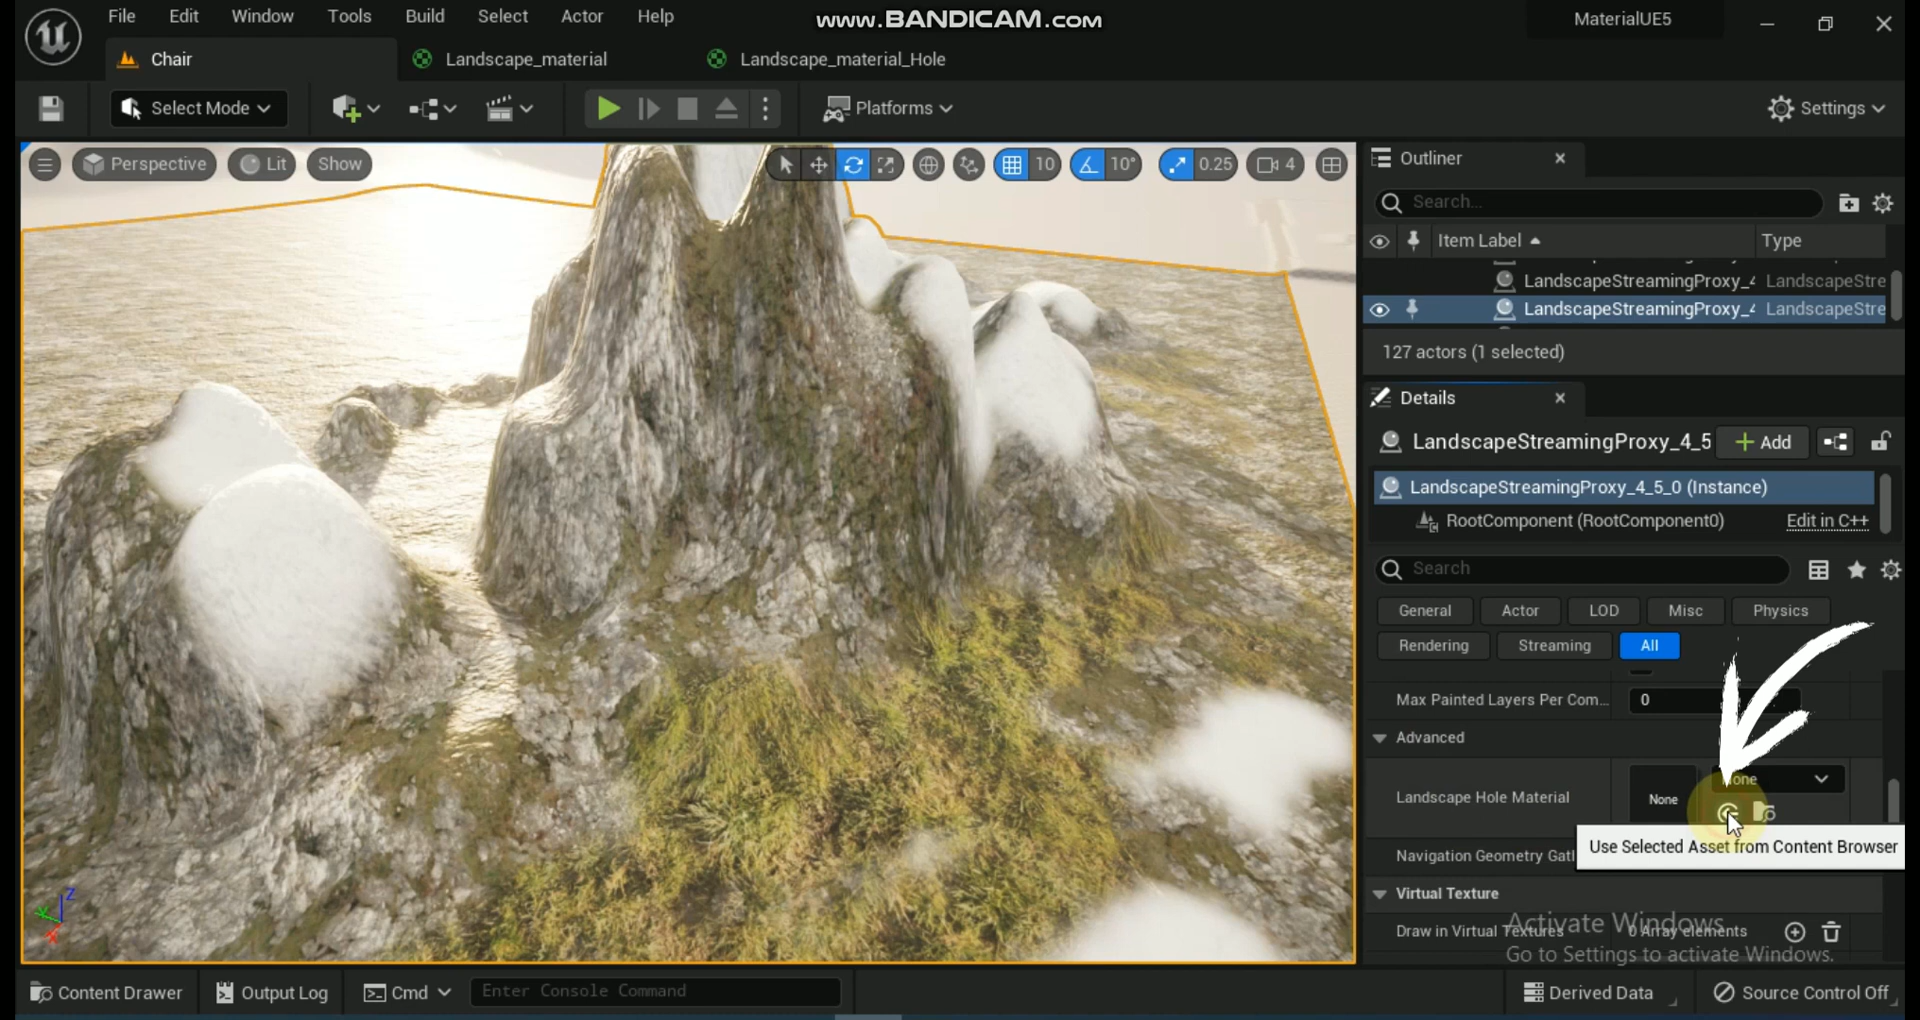 File Edit Window Tools Build Select Actor Help
www.BANDICAM.com
MaterialUE5
Chair
Landscape_material
Landscape_material_Hole
Select Mode
Platforms
Settings
Perspective
Lit
Show
10
10°
0.25
4
Outliner
Search...
Item Label
Type
LandscapeStreamingProxy_4 LandscapeStre
LandscapeStreamingProxy_4 LandscapeStre
127 actors (1 selected)
Details
LandscapeStreamingProxy_4_5
Add
LandscapeStreamingProxy_4_5_0 (Instance)
RootComponent (RootComponent0)
Edit in C++
Search
General Actor LOD Misc Physics
Rendering Streaming All
Max Painted Layers Per Com... 0
Advanced
Landscape Hole Material
None
None
Use Selected Asset from Content Browser
Navigation Geometry Gat
Virtual Texture
Draw in Virtual Textures 0 Array elements
Activate Windows
Go to Settings to activate Windows.
Z
Content Drawer
Output Log
Cmd
Enter Console Command
Derived Data
Source Control Off